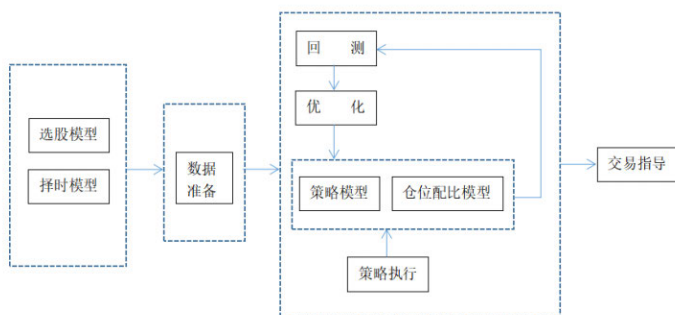 选股模型
择时模型
数据
准备
回 测
优 化
策略模型
仓位配比模型
策略执行
交易指导